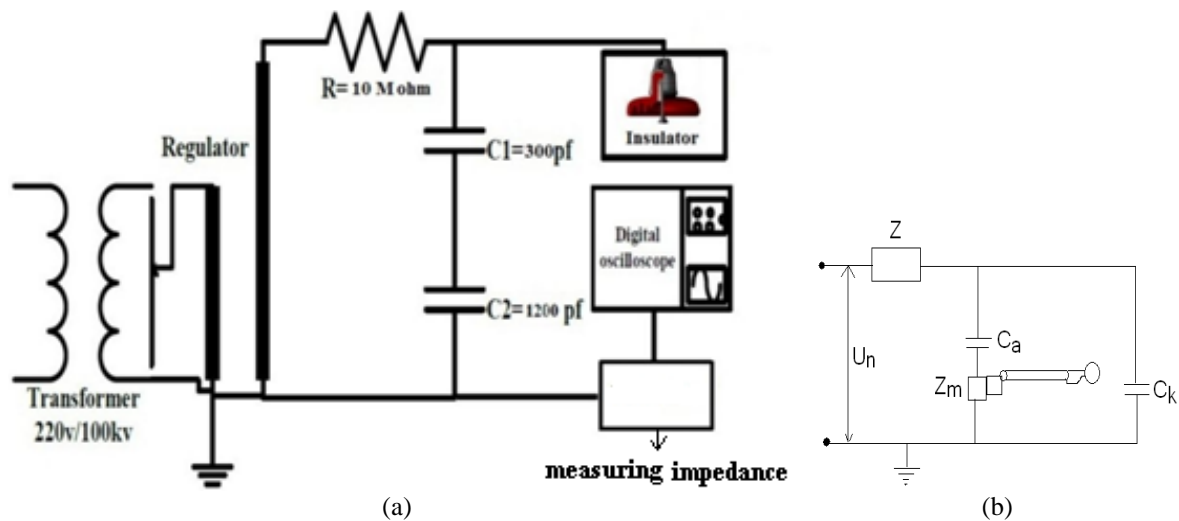 R= 10 M ohm
Regulator
C1=300pf
Insulator
Digital
oscilloscope
C2=1200 pf
Transformer
220v/100kv
measuring impedance
(a)
Z
Un
Ca
Zm
Ck
(b)